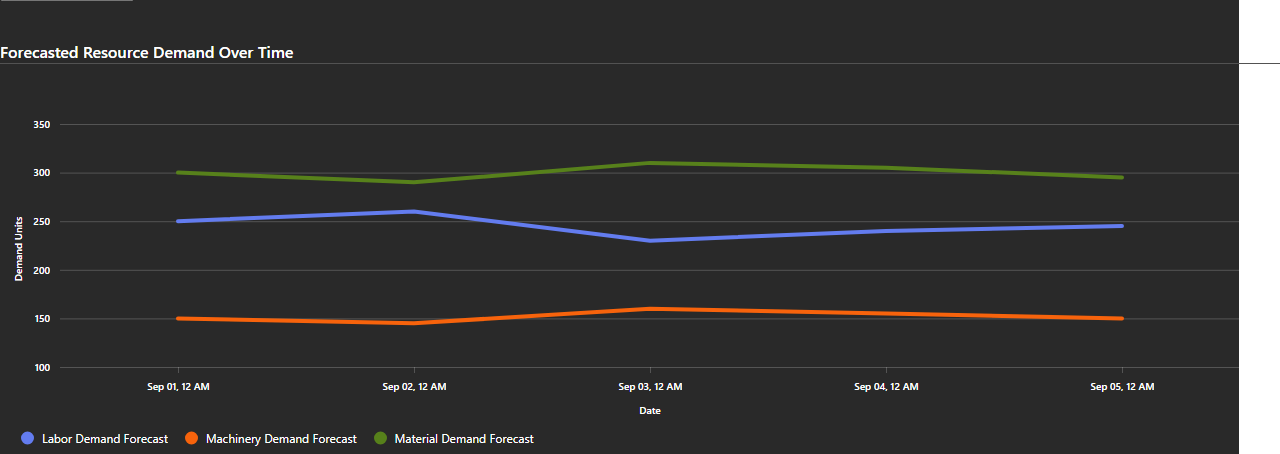 Forecasted Resource Demand Over Time
350
300
250
200
150
100
Demand Units
Sep 01, 12 AM
Sep 02, 12 AM
Sep 03, 12 AM
Sep 04, 12 AM
Sep 05, 12 AM
Date
Labor Demand Forecast
Machinery Demand Forecast
Material Demand Forecast